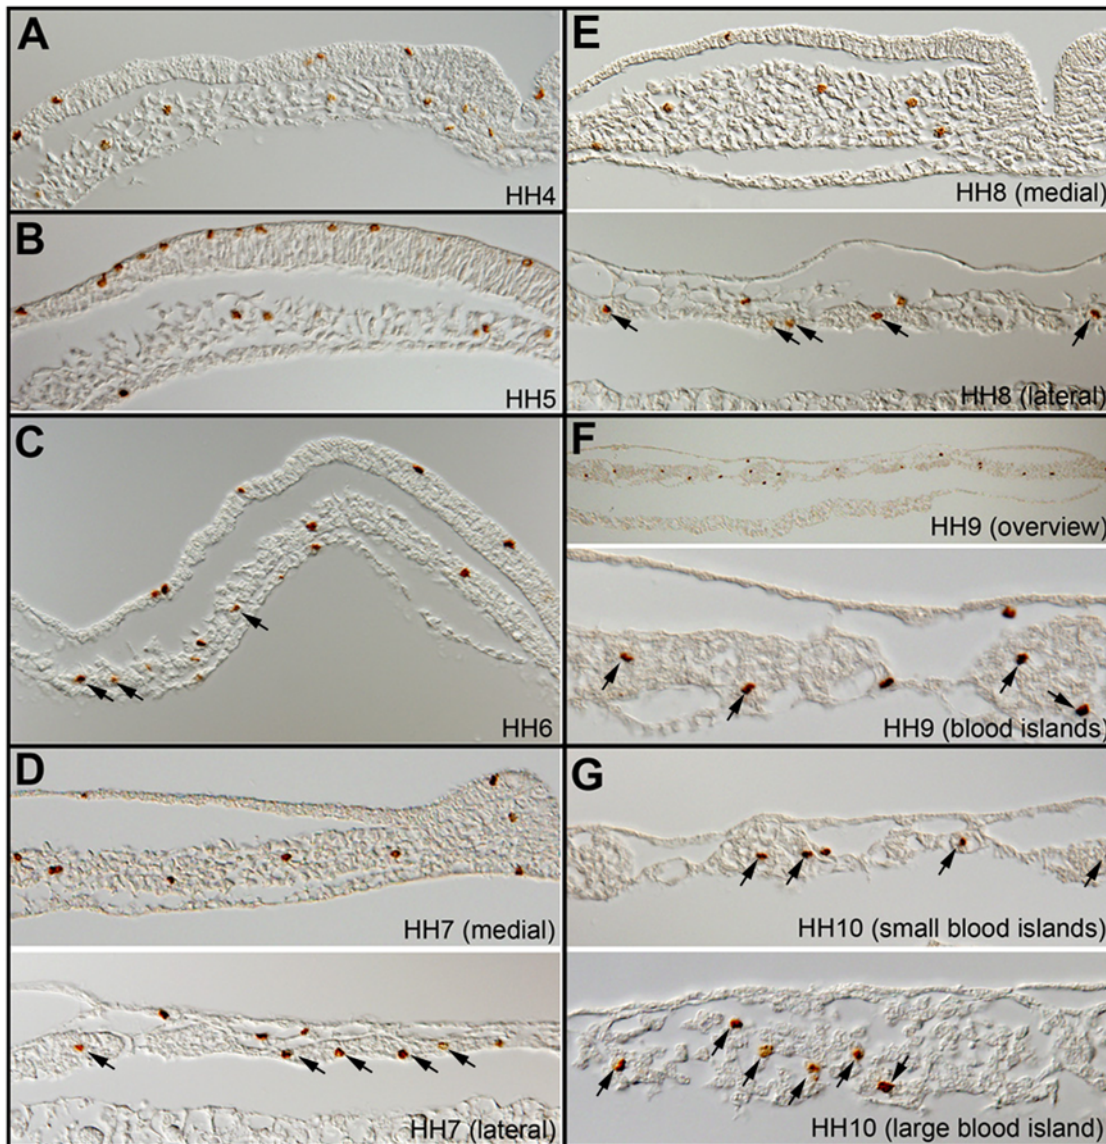 A
HH4
B
HH5
C
HH6
D
HH7 (medial)
HH7 (lateral)
E
HH8 (medial)
HH8 (lateral)
F
HH9 (overview)
HH9 (blood islands)
G
HH10 (small blood islands)
HH10 (large blood island)